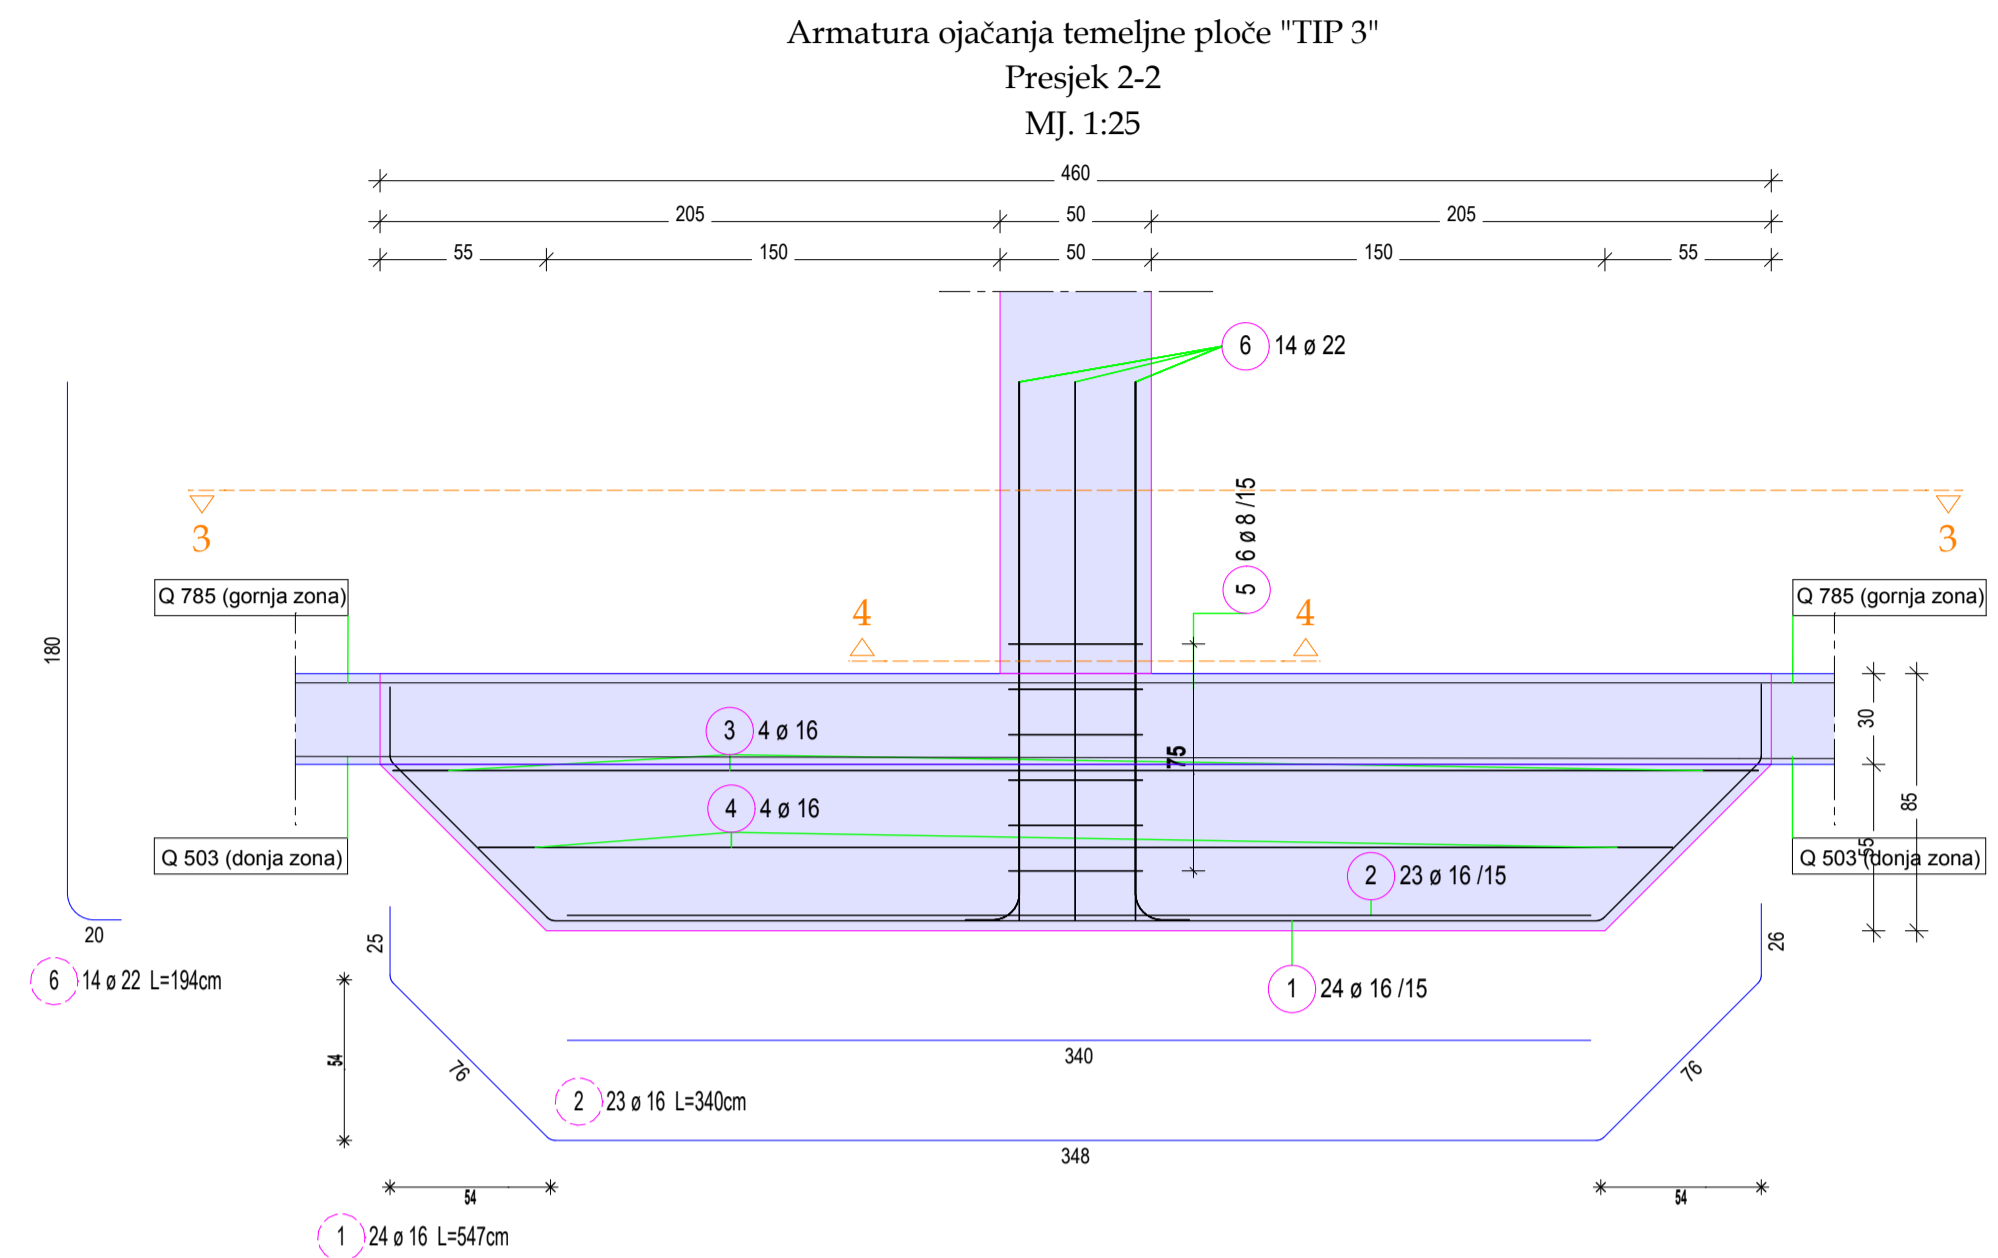 Armatura ojačanja temeljne ploče "TIP 3"
Presjek 2-2
MJ. 1:25
460
205 50 205
55 150 50 150 55
6 14 ø 22
5 6 ø 8 /15
3 3
4 4
Q 785 (gornja zona) Q 785 (gornja zona)
180
3 4 ø 16
75
30
4 4 ø 16
85
55
Q 503 (donja zona) Q 503 (donja zona)
2 23 ø 16 /15
20
25 26
6 14 ø 22 L=194cm
1 24 ø 16 /15
54
76 340 76
2 23 ø 16 L=340cm
348
54 54
1 24 ø 16 L=547cm